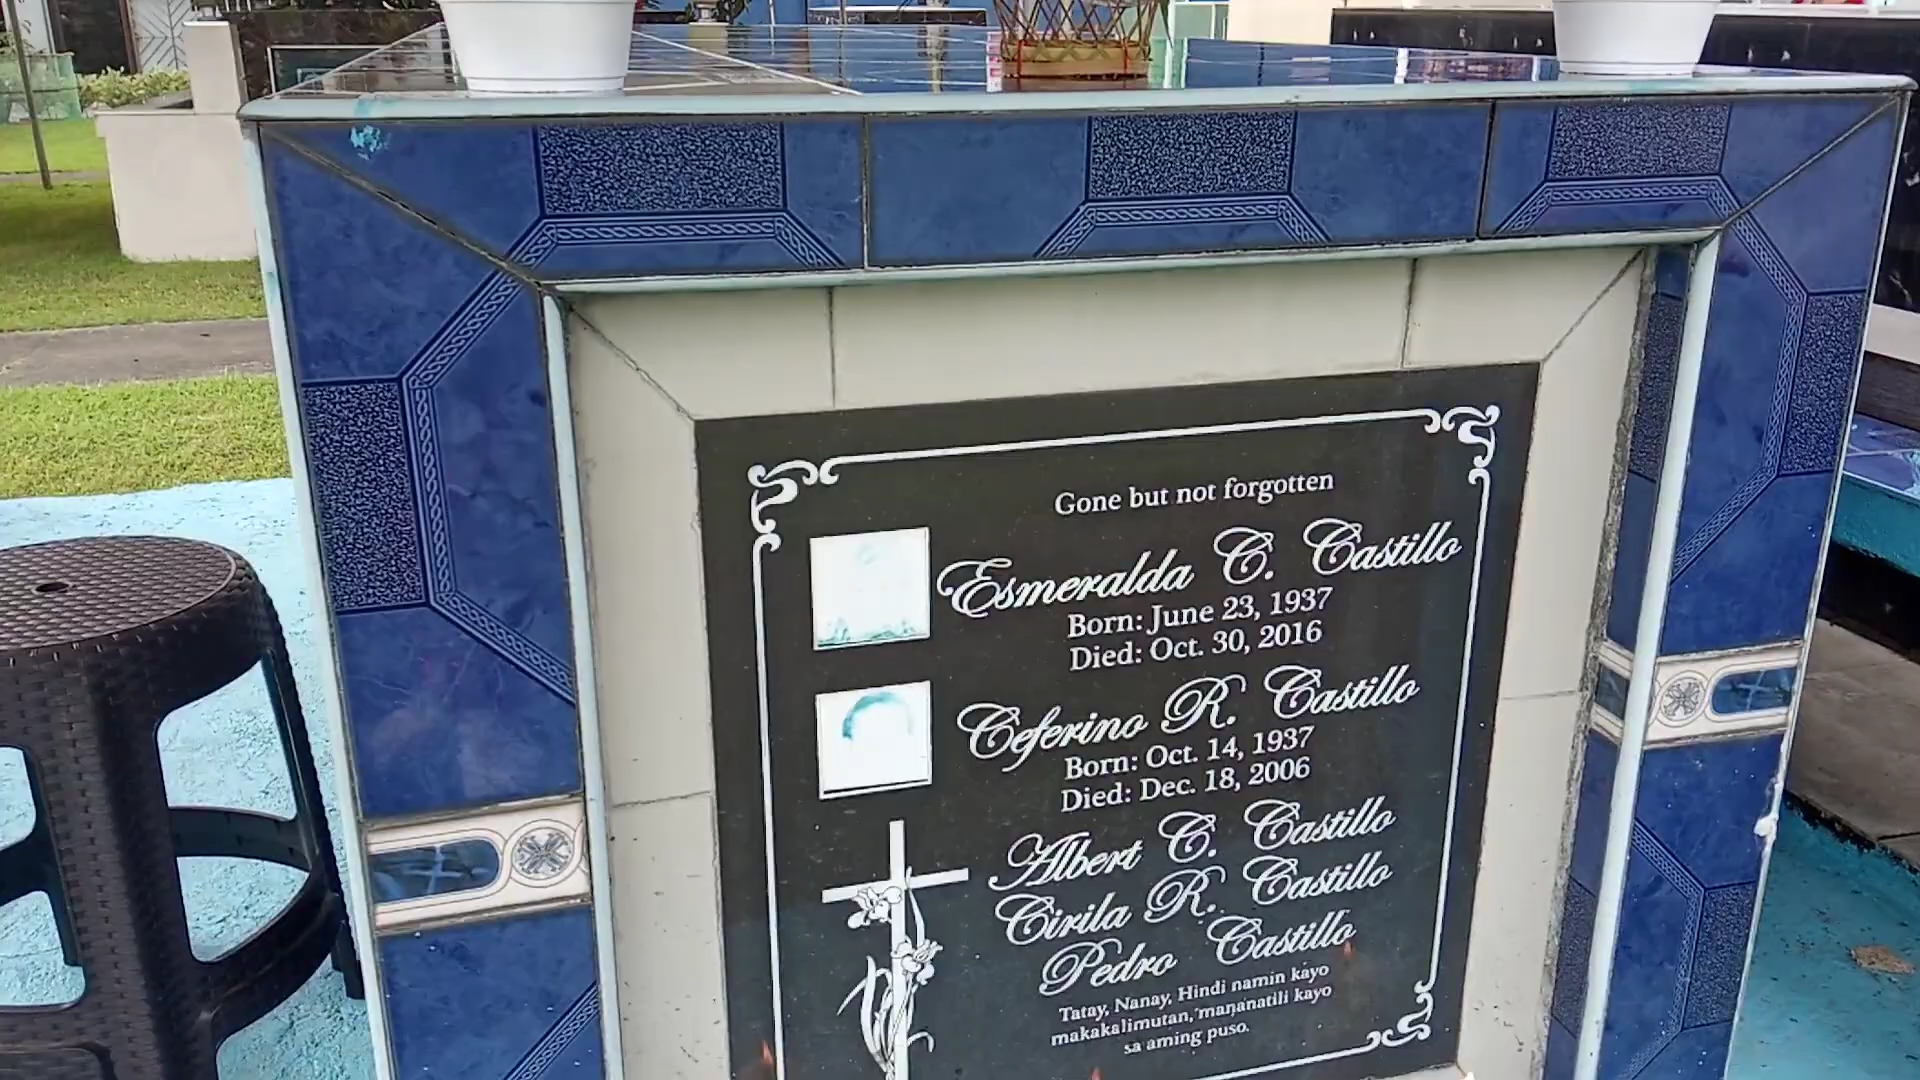 Gone but not forgotten
Esmeralda C. Castillo
Born: June 23, 1937
Died: Oct. 30, 2016
Ceferino R. Castillo
Born: Oct. 14, 1937
Died: Dec. 18, 2006
Albert C. Castillo
Cirila R. Castillo
Pedro Castillo
Tatay, Nanay, Hindi namin kayo
makakalimutan, mananatili kayo
sa aming puso.